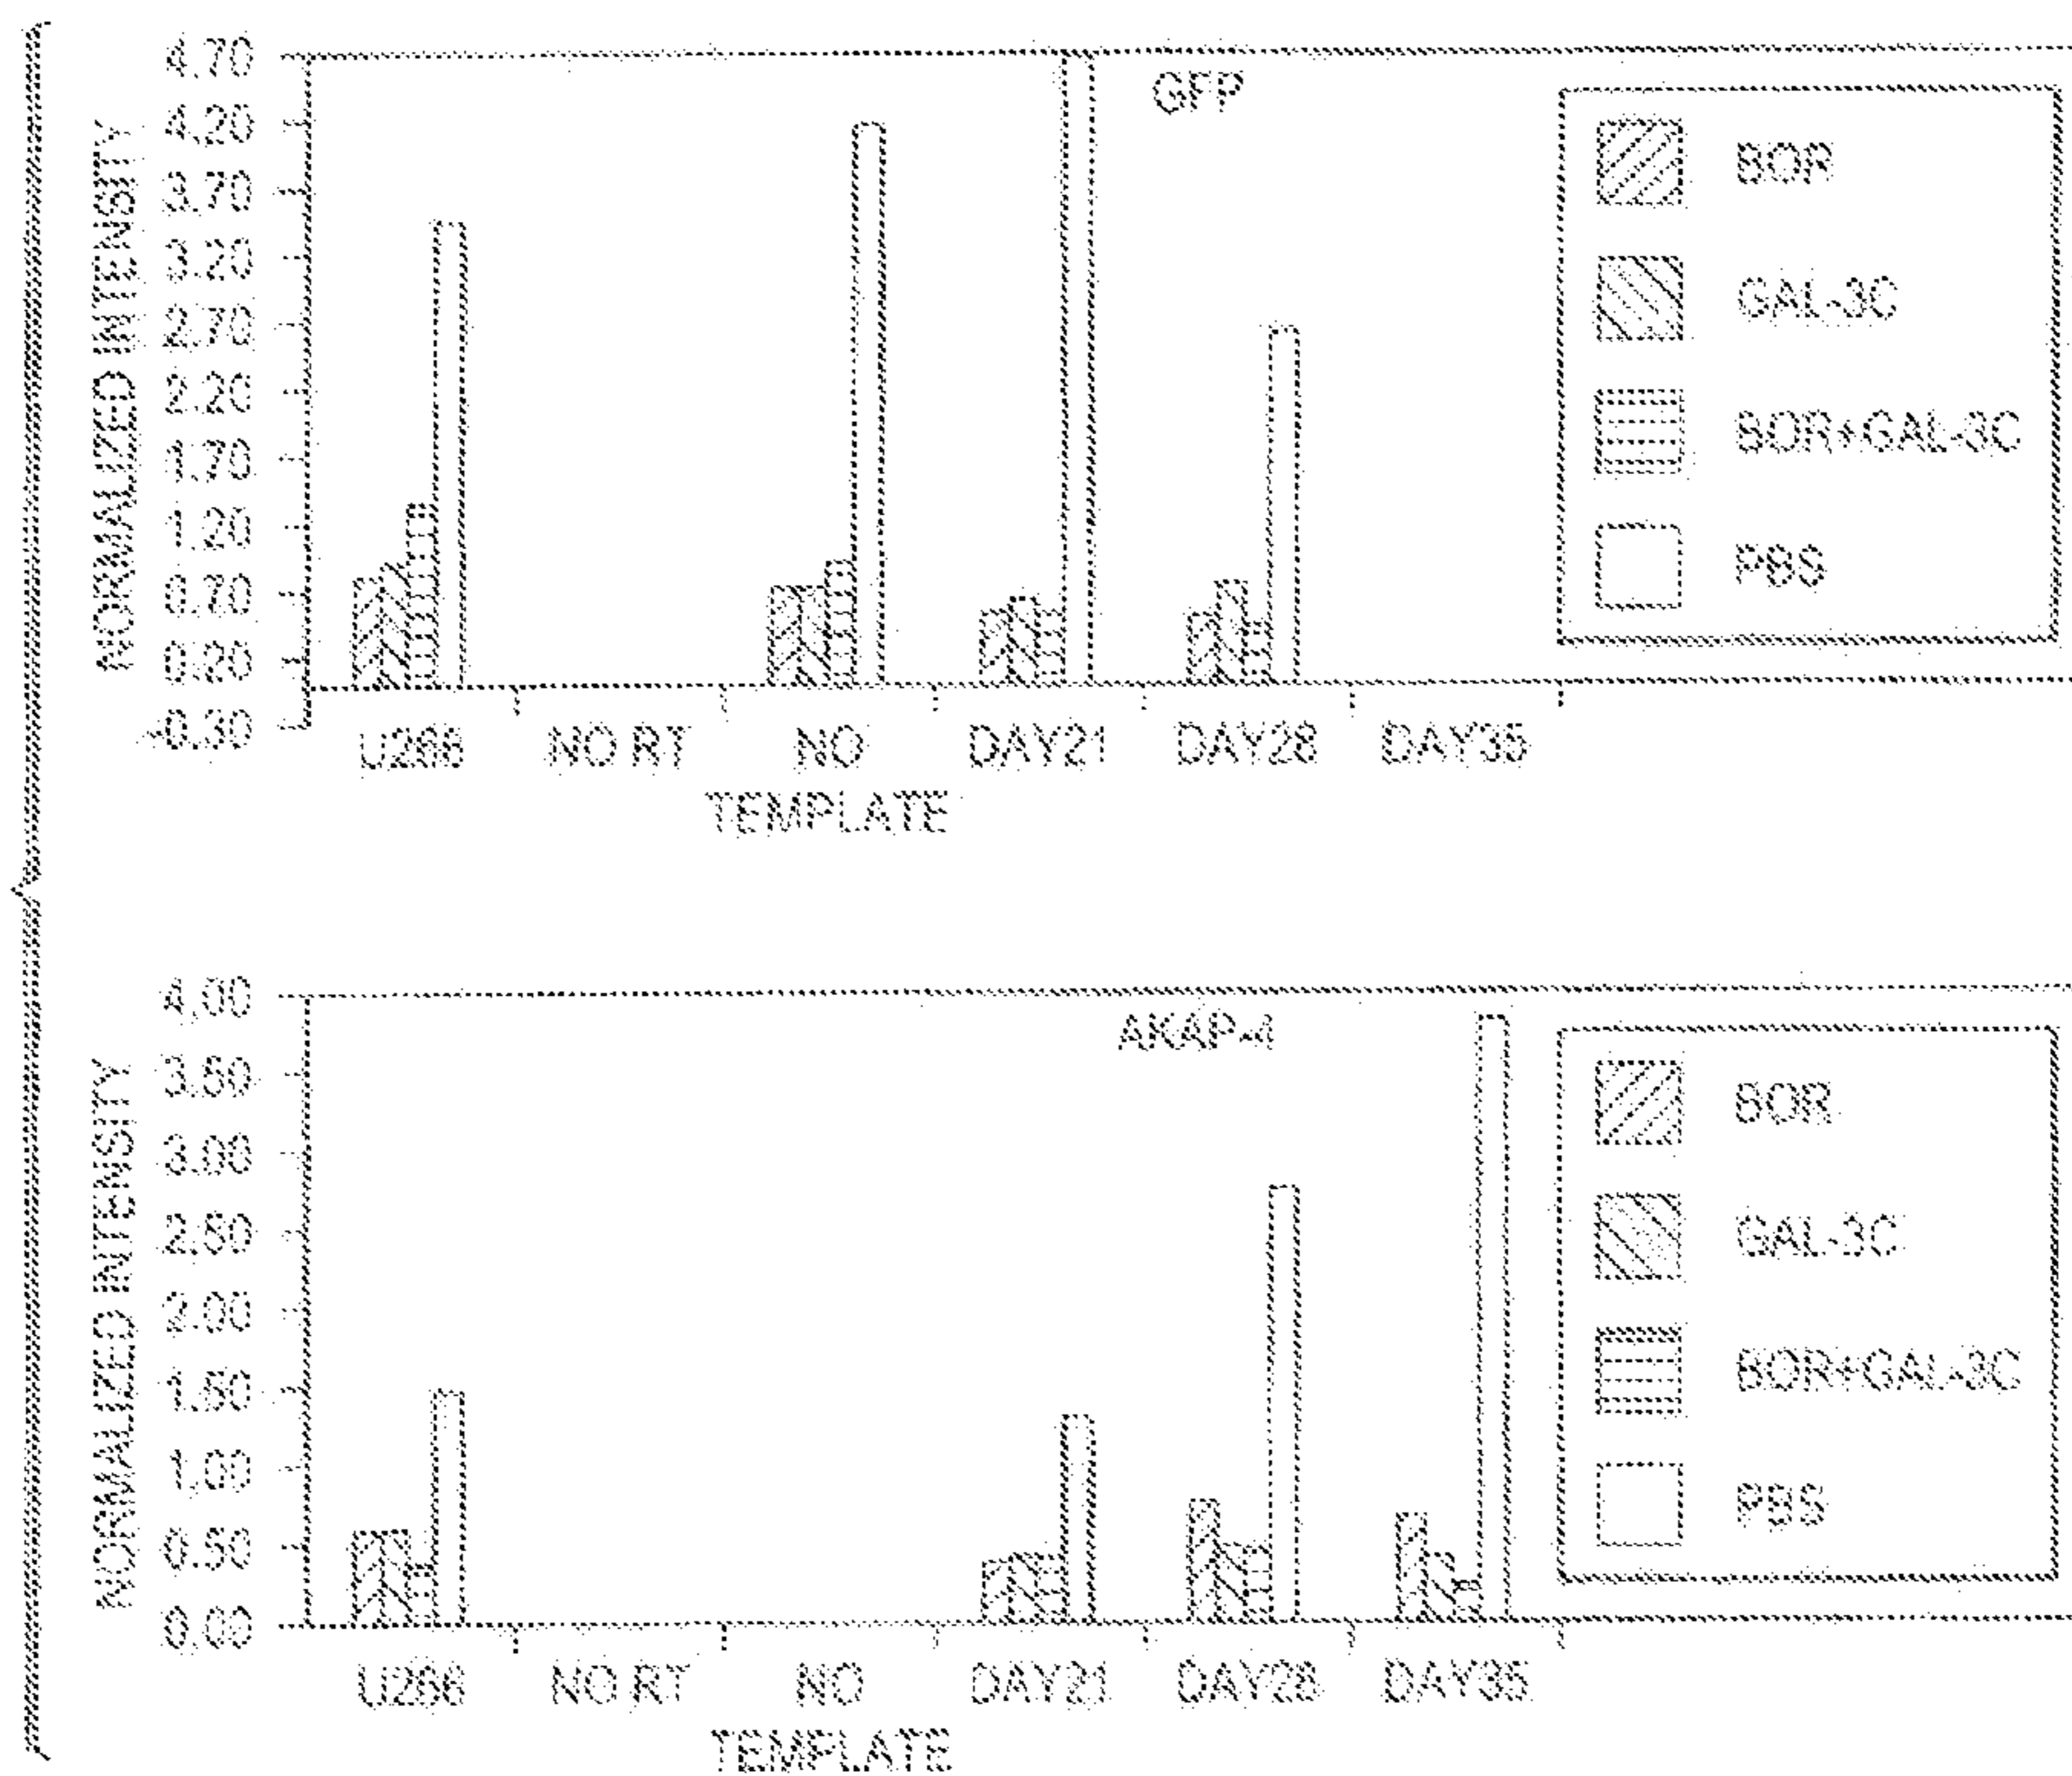 GFP
NORMALIZED INTENSITY
4.70
4.20
3.70
3.20
2.70
2.20
1.70
1.20
0.70
0.20
-0.30
U266 NO RT NO DAY21 DAY28 DAY35
TEMPLATE
BOR
GAL-3C
BOR+GAL-3C
PBS
AKAP-4
NORMALIZED INTENSITY
4.00
3.50
3.00
2.50
2.00
1.50
1.00
0.50
0.00
U266 NO RT NO DAY21 DAY28 DAY35
TEMPLATE
BOR
GAL-3C
BOR+GAL-3C
PBS